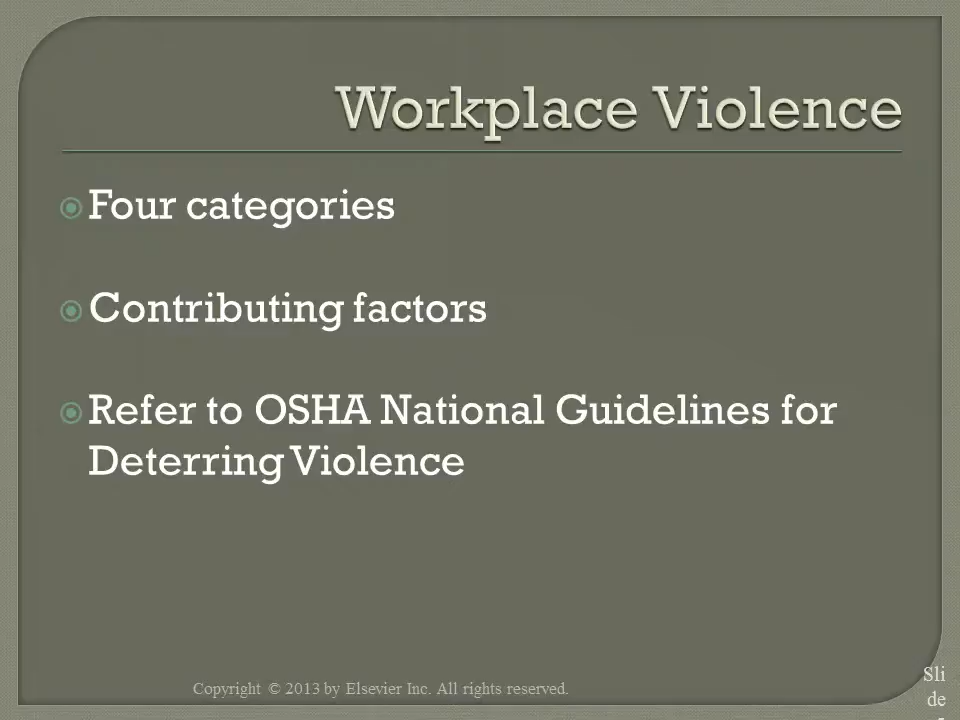 Workplace Violence
Four categories
Contributing factors
Refer to OSHA National Guidelines for
Deterring Violence
Copyright © 2013 by Elsevier Inc. All rights reserved.
Sli
de